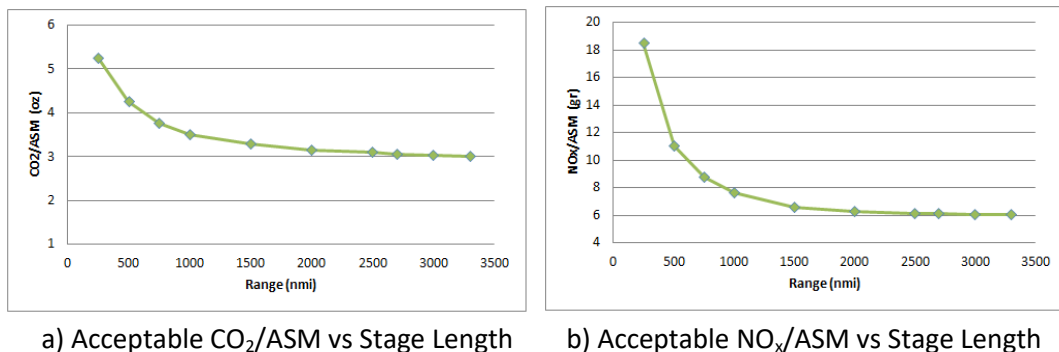 6
5
4
3
2
1
CO2/ASM (oz)
0 500 1000 1500 2000 2500 3000 3500
Range (nmi)
20
18
16
14
12
10
8
6
4
NOx/ASM (gr)
0 500 1000 1500 2000 2500 3000 3500
Range (nmi)
a) Acceptable CO₂/ASM vs Stage Length
b) Acceptable NOₓ/ASM vs Stage Length